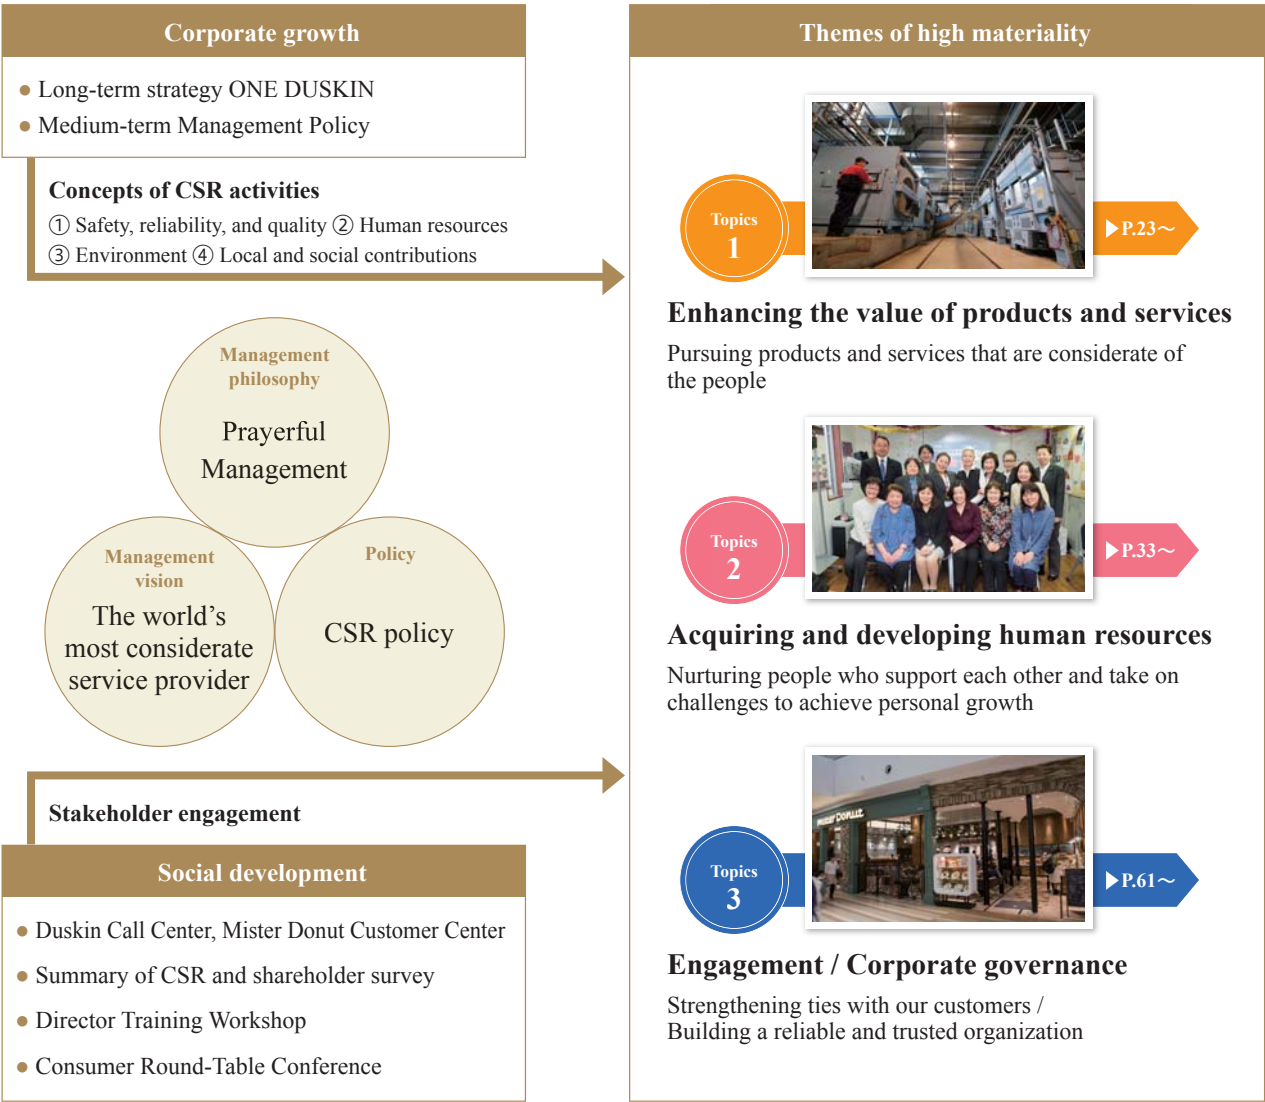 Corporate growth
● Long-term strategy ONE DUSKIN
● Medium-term Management Policy
Concepts of CSR activities
① Safety, reliability, and quality ② Human resources
③ Environment ④ Local and social contributions
Management
philosophy
Prayerful
Management
Management
vision
The world’s
most considerate
service provider
Policy
CSR policy
Stakeholder engagement
Social development
● Duskin Call Center, Mister Donut Customer Center
● Summary of CSR and shareholder survey
● Director Training Workshop
● Consumer Round-Table Conference
Themes of high materiality
Topics
1
▶P.23～
Enhancing the value of products and services
Pursuing products and services that are considerate of
the people
Topics
2
▶P.33～
Acquiring and developing human resources
Nurturing people who support each other and take on
challenges to achieve personal growth
Topics
3
mister Donut
▶P.61～
Engagement / Corporate governance
Strengthening ties with our customers /
Building a reliable and trusted organization